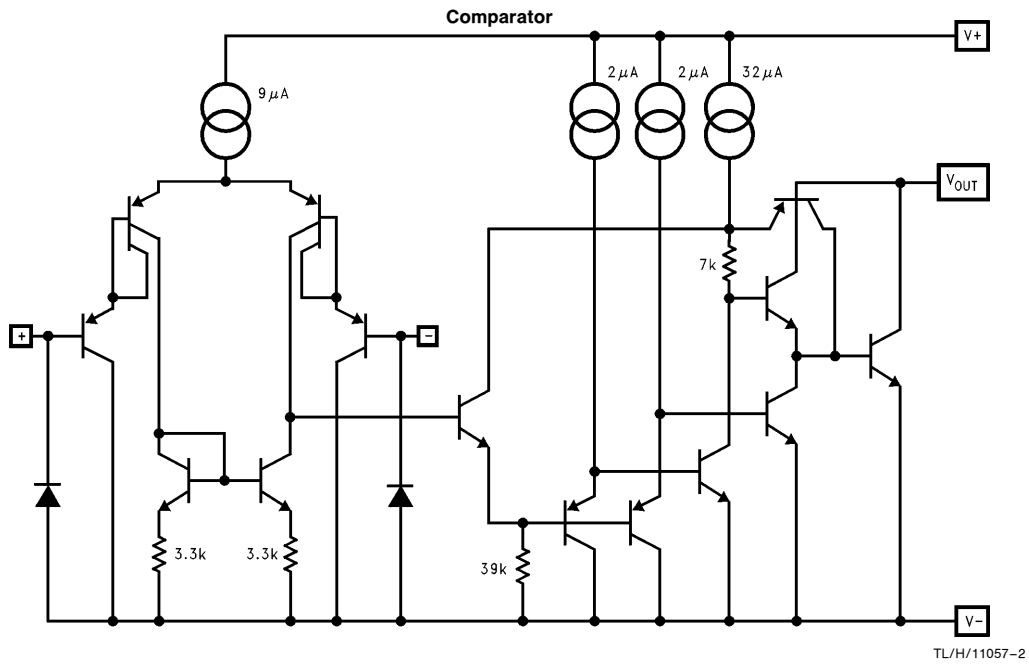 Comparator
V+
9μA
2μA
2μA
32μA
VOUT
7k
+
−
3.3k
3.3k
39k
V−
TL/H/11057–2